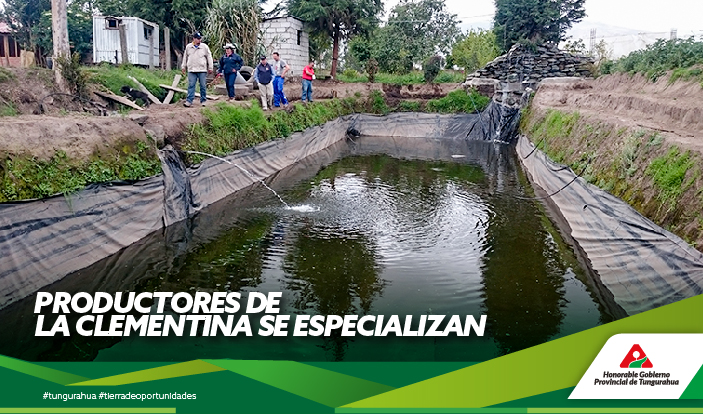 PRODUCTORES DE
LA CLEMENTINA SE ESPECIALIZAN
#tungurahua #tierradeoportunidades
Honorable Gobierno
Provincial de Tungurahua